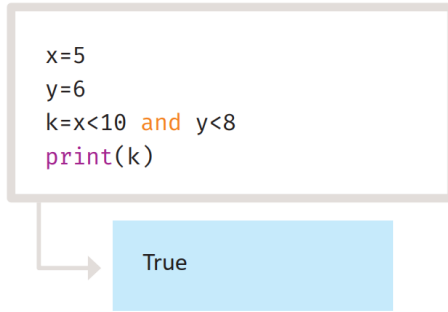 x=5
y=6
k=x<10 and y<8
print(k)
True